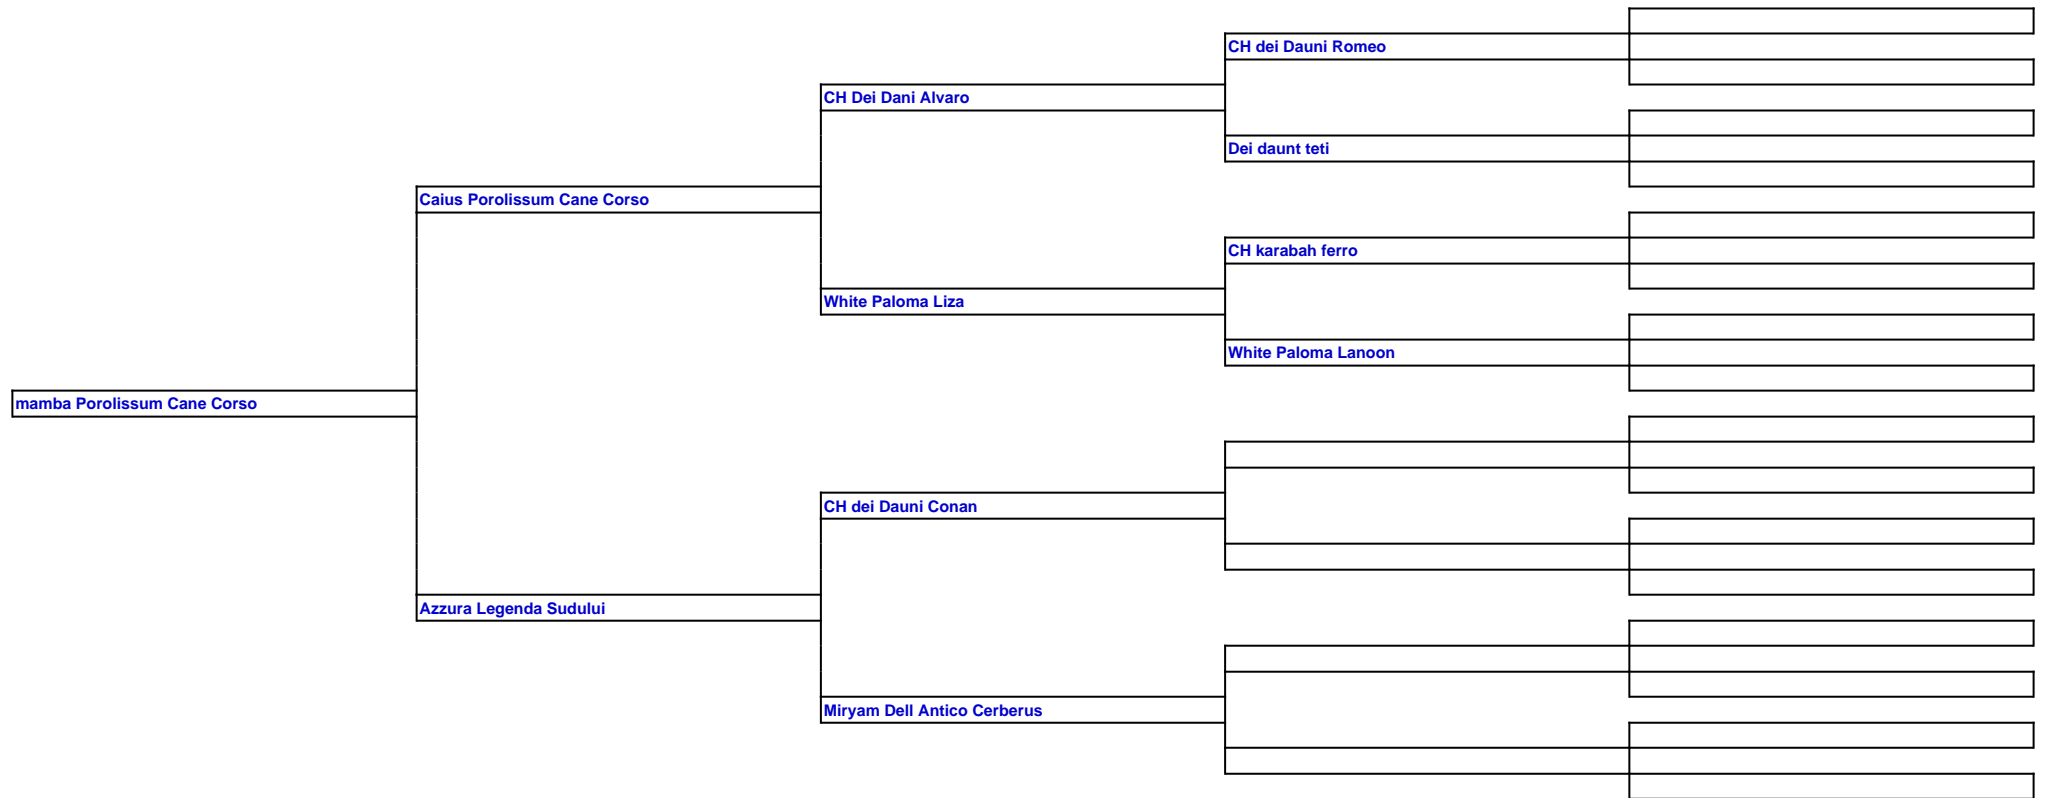 CH dei Dauni Romeo
CH Dei Dani Alvaro
Dei daunt teti
Caius Porolissum Cane Corso
CH karabah ferro
White Paloma Liza
White Paloma Lanoon
mamba Porolissum Cane Corso
CH dei Dauni Conan
Azzura Legenda Sudului
Miryam Dell Antico Cerberus